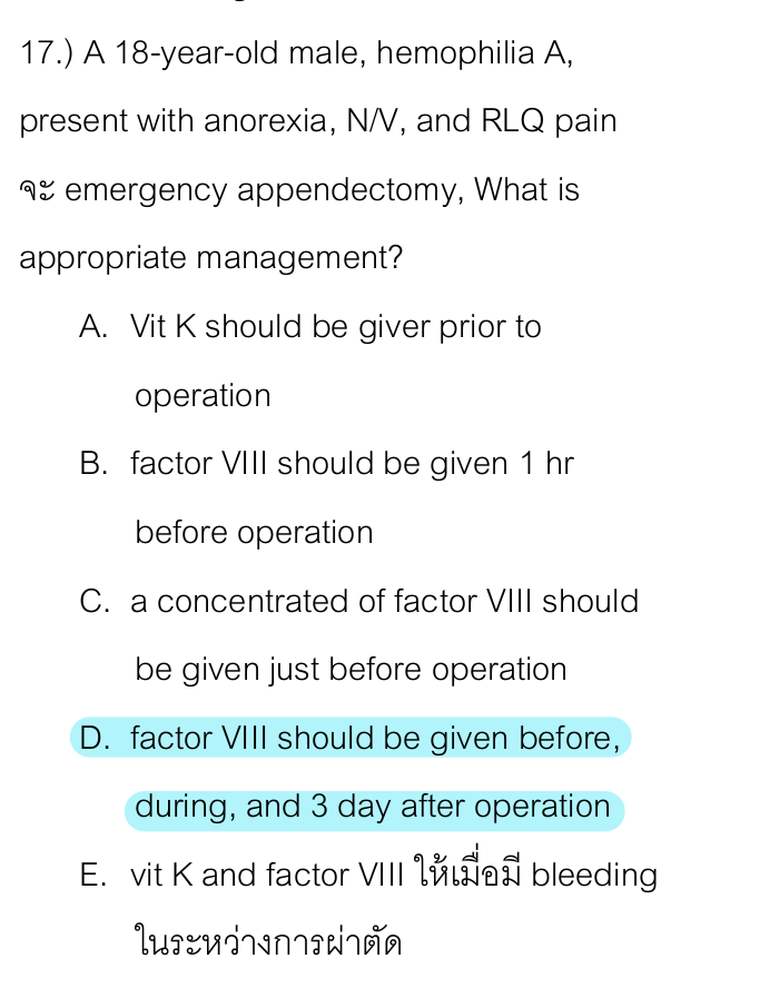 17.) A 18-year-old male, hemophilia A,
present with anorexia, N/V, and RLQ pain
จะ emergency appendectomy, What is
appropriate management?
A. Vit K should be giver prior to
operation
B. factor VIII should be given 1 hr
before operation
C. a concentrated of factor VIII should
be given just before operation
D. factor VIII should be given before,
during, and 3 day after operation
E. vit K and factor VIII ให้เมื่อมี bleeding
ในระหว่างการผ่าตัด